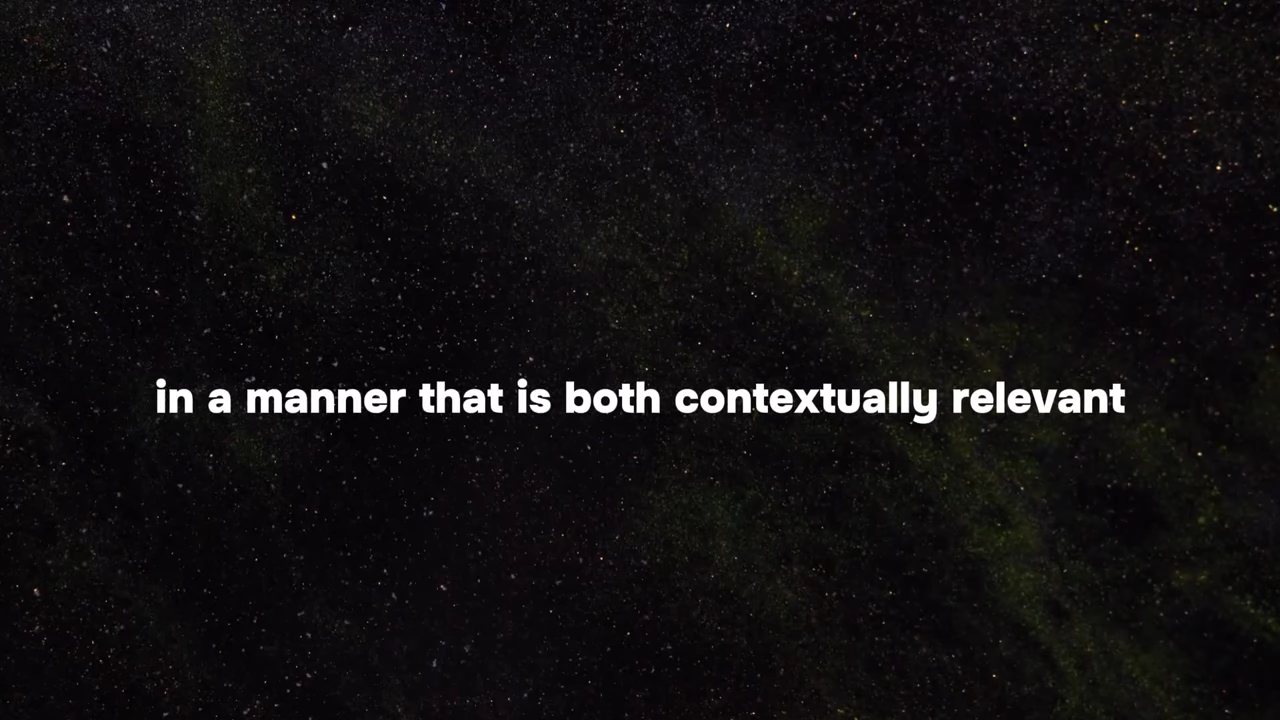 in a manner that is both contextually relevant